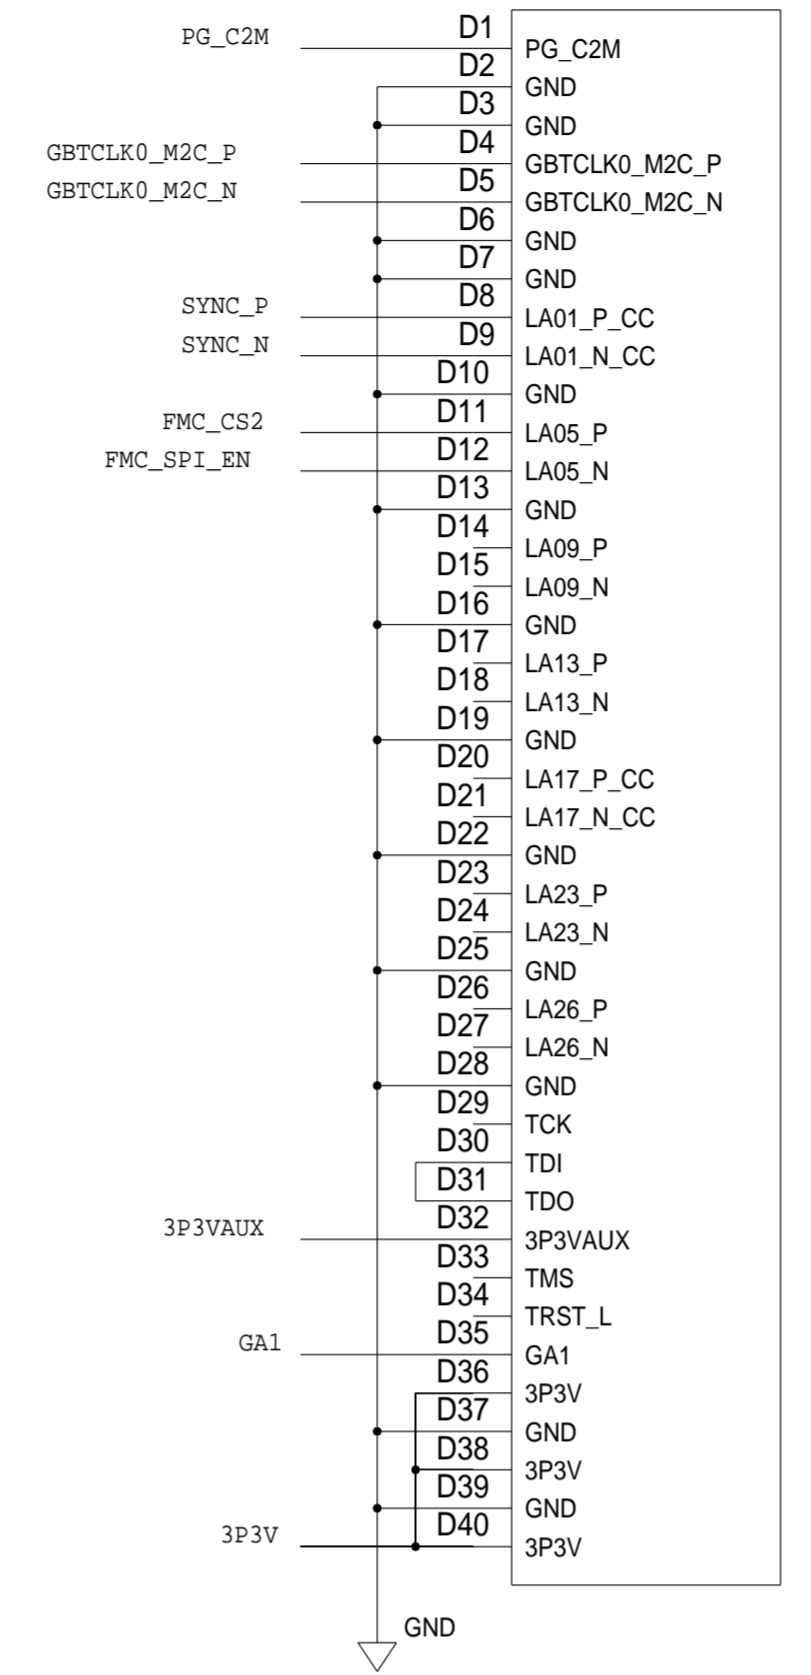 D1
PG_C2M PG_C2M
D2
GND
D3
GND
D4
GBTCLK0_M2C_P GBTCLK0_M2C_P
D5
GBTCLK0_M2C_N GBTCLK0_M2C_N
D6
GND
D7
GND
D8
SYNC_P LA01_P_CC
D9
SYNC_N LA01_N_CC
D10
GND
D11
FMC_CS2 LA05_P
D12
FMC_SPI_EN LA05_N
D13
GND
D14
LA09_P
D15
LA09_N
D16
GND
D17
LA13_P
D18
LA13_N
D19
GND
D20
LA17_P_CC
D21
LA17_N_CC
D22
GND
D23
LA23_P
D24
LA23_N
D25
GND
D26
LA26_P
D27
LA26_N
D28
GND
D29
TCK
D30
TDI
D31
TDO
D32
3P3VAUX 3P3VAUX
D33
TMS
D34
TRST_L
D35
GA1 GA1
D36
3P3V
D37
GND
D38
3P3V
D39
GND
D40
3P3V 3P3V
GND